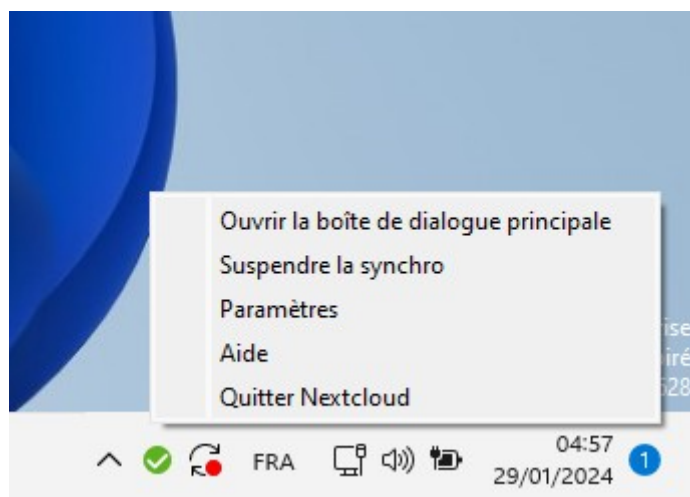 Ouvrir la boîte de dialogue principale
Suspendre la synchro
Paramètres
Aide
Quitter Nextcloud
FRA
04:57
29/01/2024
1